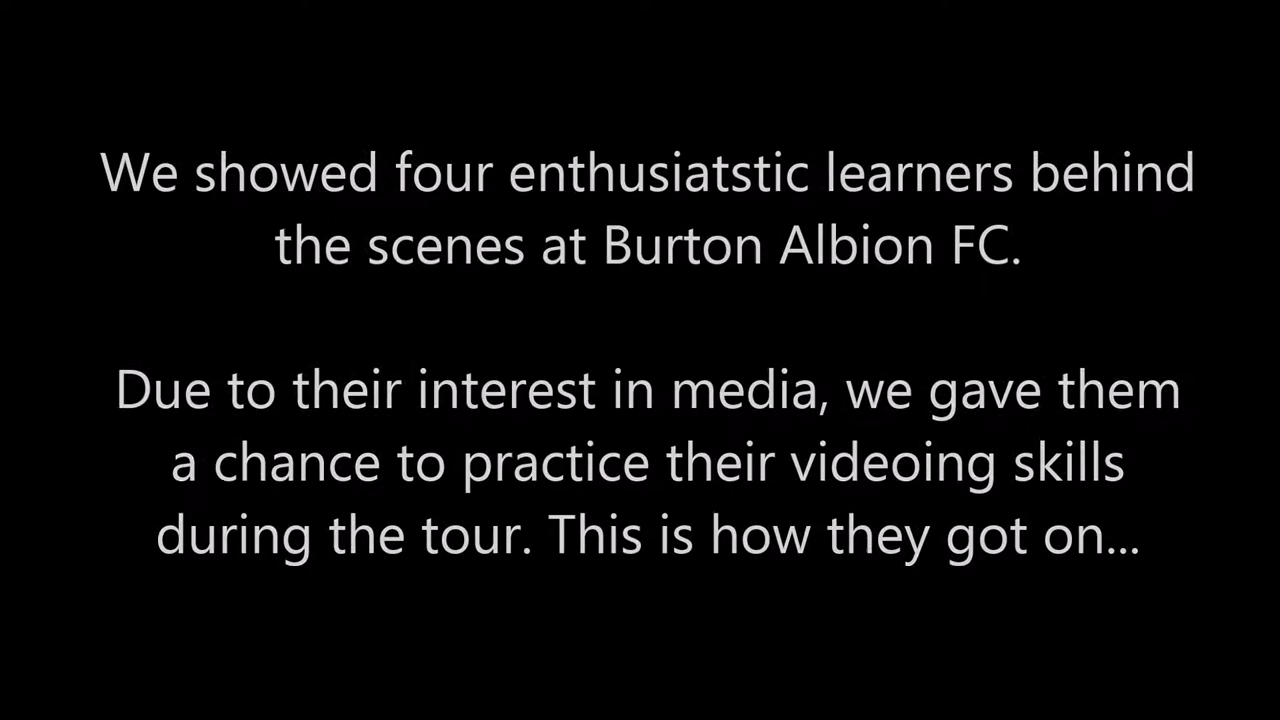 We showed four enthusiatstic learners behind
the scenes at Burton Albion FC.
Due to their interest in media, we gave them
a chance to practice their videoing skills
during the tour. This is how they got on...